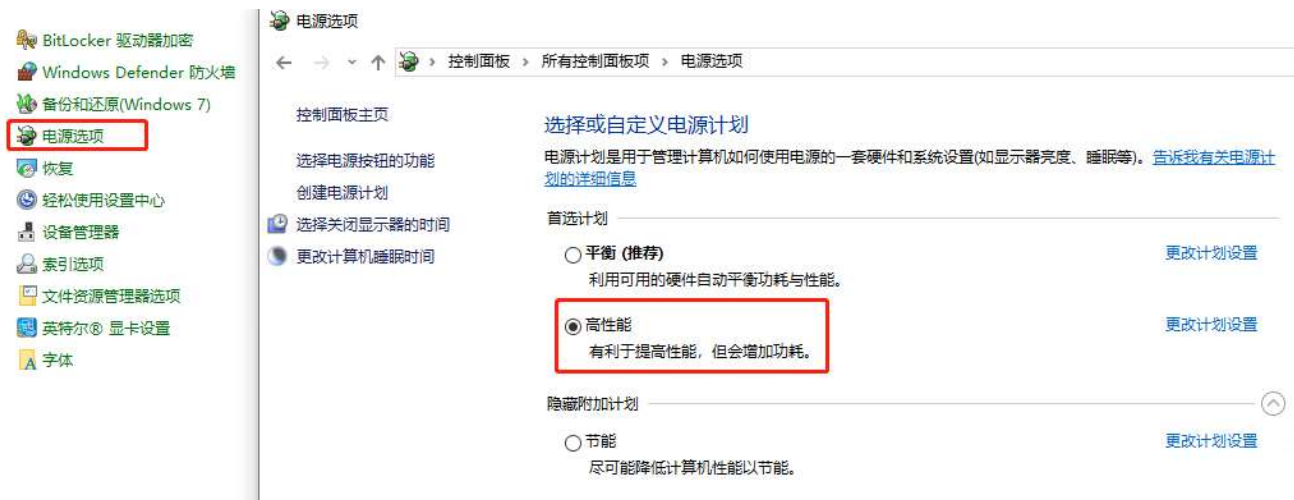 BitLocker 驱动器加密
Windows Defender 防火墙
备份和还原(Windows 7)
电源选项
恢复
轻松使用设置中心
设备管理器
索引选项
文件资源管理器选项
英特尔® 显卡设置
字体
电源选项
控制面板 › 所有控制面板项 › 电源选项
控制面板主页
选择电源按钮的功能
创建电源计划
选择关闭显示器的时间
更改计算机睡眠时间
选择或自定义电源计划
电源计划是用于管理计算机如何使用电源的一套硬件和系统设置(如显示器亮度、睡眠等)。告诉我有关电源计
划的详细信息
首选计划
平衡 (推荐) 更改计划设置
利用可用的硬件自动平衡功耗与性能。
高性能 更改计划设置
有利于提高性能，但会增加功耗。
隐藏附加计划
节能 更改计划设置
尽可能降低计算机性能以节能。